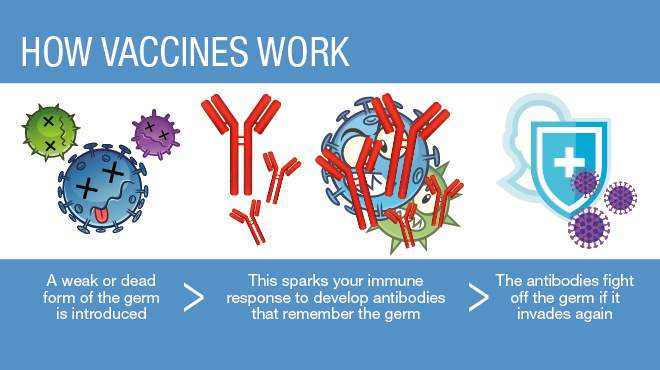 HOW VACCINES WORK
A weak or dead
form of the germ
is introduced
>
This sparks your immune
response to develop antibodies
that remember the germ
>
The antibodies fight
off the germ if it
invades again